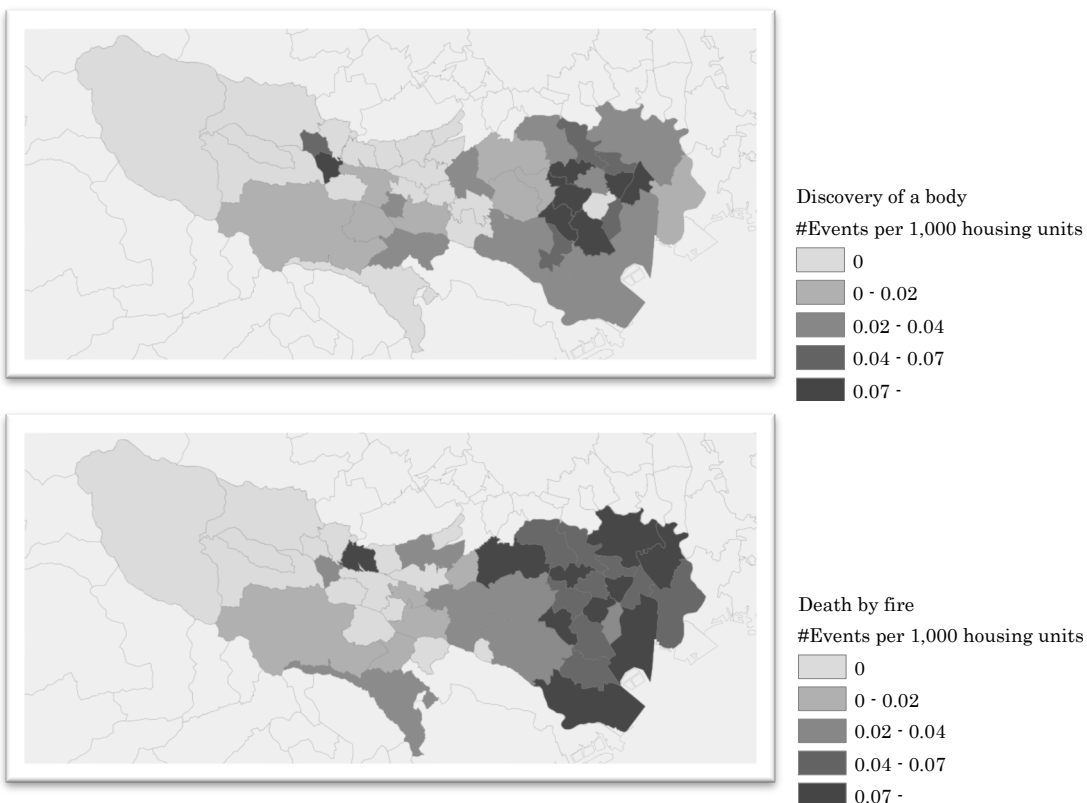 Discovery of a body
#Events per 1,000 housing units
0
0 - 0.02
0.02 - 0.04
0.04 - 0.07
0.07 -
Death by fire
#Events per 1,000 housing units
0
0 - 0.02
0.02 - 0.04
0.04 - 0.07
0.07 -